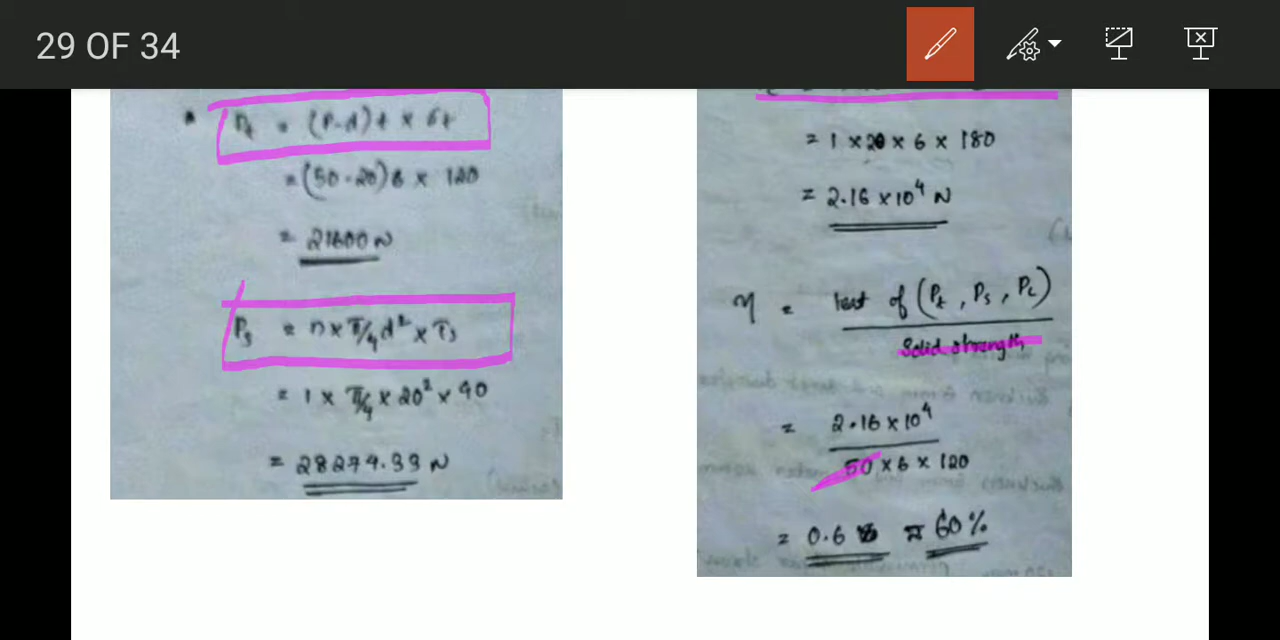 29 OF 34
Pt = (P-d) t × σt
= (50-20)6 × 120
= 21600 N
Ps = n × π/4 d² × τs
= 1 × π/4 × 20² × 90
= 28274.33 N
= 1 × 20 × 6 × 180
= 2.16 × 10⁴ N
η = least of (Pt, Ps, Pc)
Solid strength
= 2.16 × 10⁴
50 × 6 × 120
= 0.6 ≈ 60%